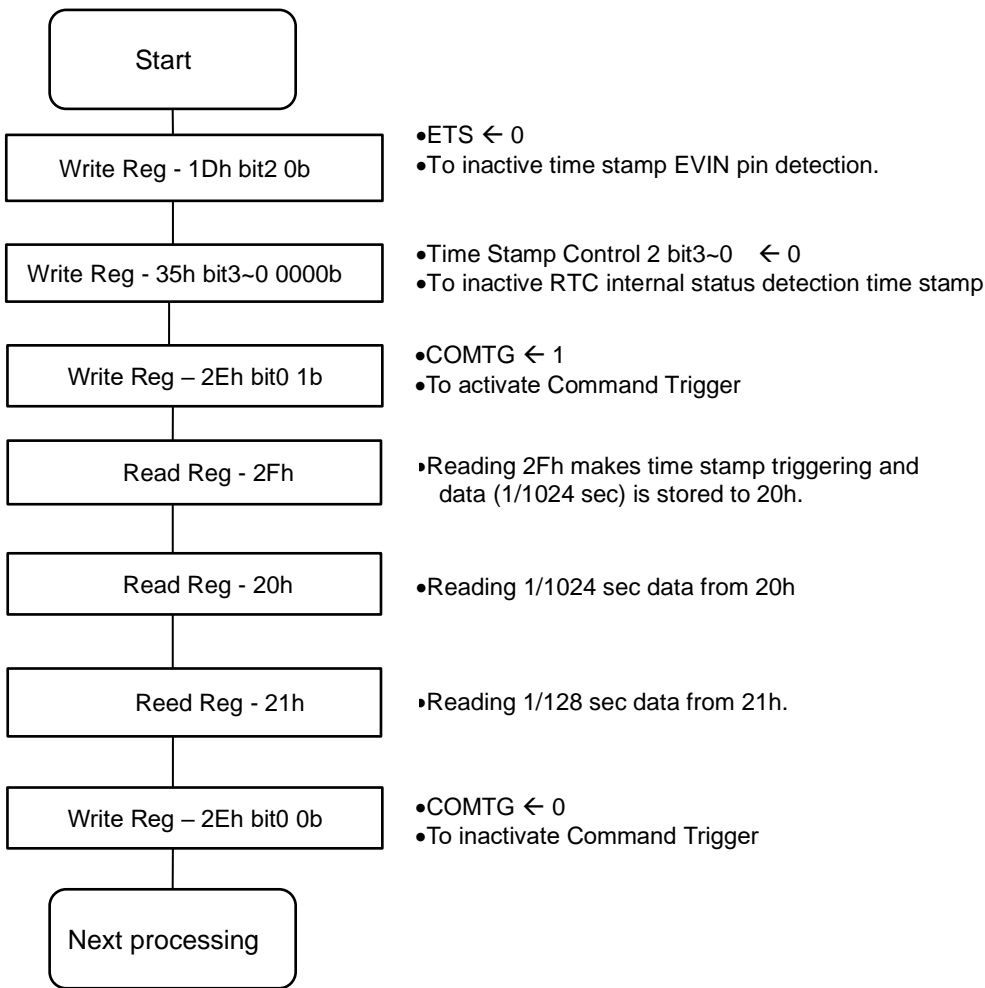 Start
Write Reg - 1Dh bit2 0b
•ETS ← 0
•To inactive time stamp EVIN pin detection.
Write Reg - 35h bit3~0 0000b
•Time Stamp Control 2 bit3~0 ← 0
•To inactive RTC internal status detection time stamp
Write Reg – 2Eh bit0 1b
•COMTG ← 1
•To activate Command Trigger
Read Reg - 2Fh
•Reading 2Fh makes time stamp triggering and
data (1/1024 sec) is stored to 20h.
Read Reg - 20h
•Reading 1/1024 sec data from 20h
Reed Reg - 21h
•Reading 1/128 sec data from 21h.
Write Reg – 2Eh bit0 0b
•COMTG ← 0
•To inactivate Command Trigger
Next processing